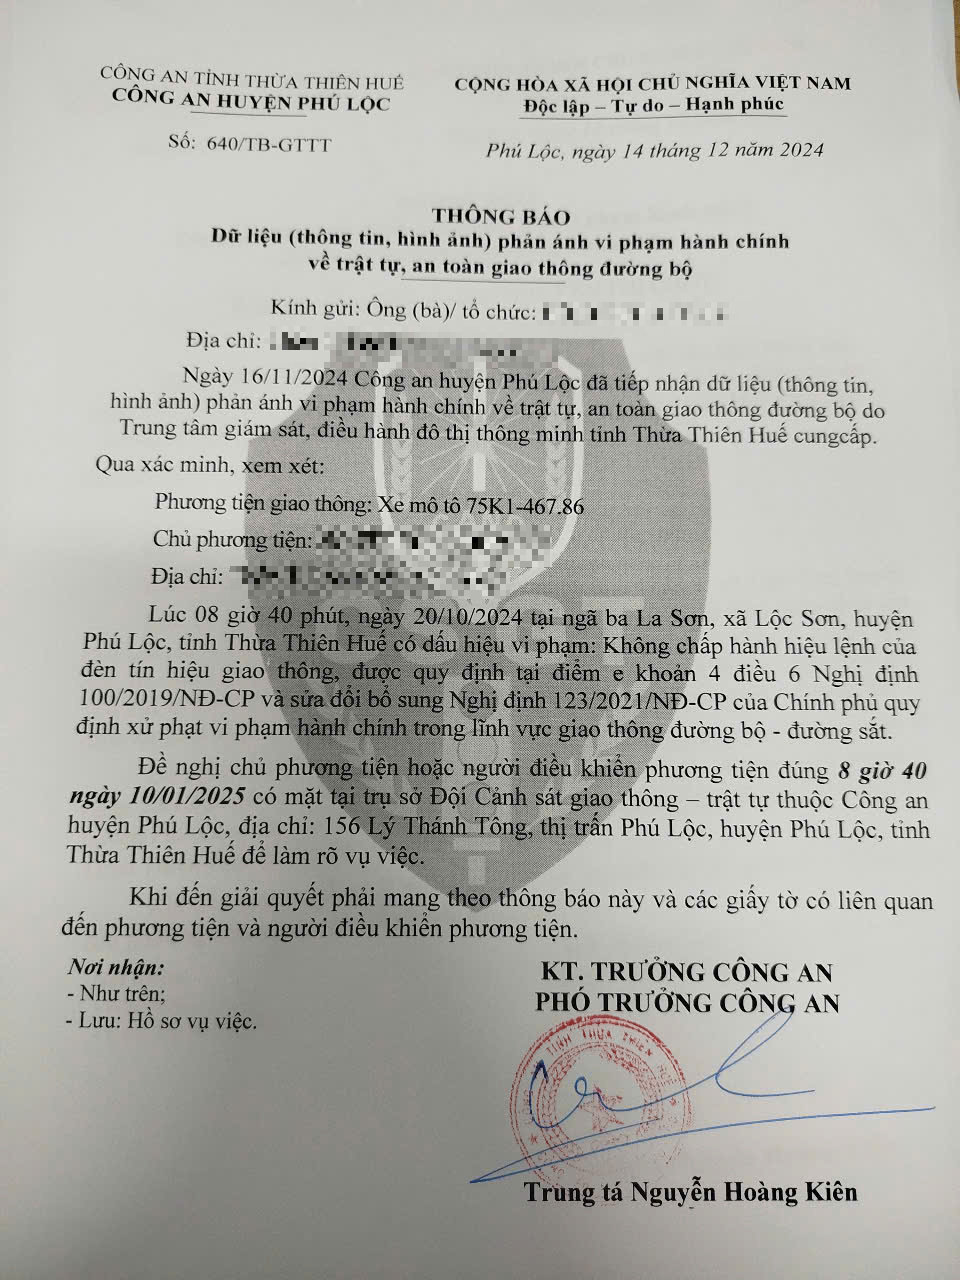 CÔNG AN TỈNH THỪA THIÊN HUẾ
CÔNG AN HUYỆN PHÚ LỘC
Số: 640/TB-GTTT
CỘNG HÒA XÃ HỘI CHỦ NGHĨA VIỆT NAM
Độc lập – Tự do – Hạnh phúc
Phú Lộc, ngày 14 tháng 12 năm 2024
THÔNG BÁO
Dữ liệu (thông tin, hình ảnh) phản ánh vi phạm hành chính
về trật tự, an toàn giao thông đường bộ
Kính gửi: Ông (bà)/ tổ chức:
Địa chỉ:
Ngày 16/11/2024 Công an huyện Phú Lộc đã tiếp nhận dữ liệu (thông tin,
hình ảnh) phản ánh vi phạm hành chính về trật tự, an toàn giao thông đường bộ do
Trung tâm giám sát, điều hành đô thị thông minh tỉnh Thừa Thiên Huế cungcấp.
Qua xác minh, xem xét:
Phương tiện giao thông: Xe mô tô 75K1-467.86
Chủ phương tiện:
Địa chỉ:
Lúc 08 giờ 40 phút, ngày 20/10/2024 tại ngã ba La Sơn, xã Lộc Sơn, huyện
Phú Lộc, tỉnh Thừa Thiên Huế có dấu hiệu vi phạm: Không chấp hành hiệu lệnh của
đèn tín hiệu giao thông, được quy định tại điểm e khoản 4 điều 6 Nghị định
100/2019/NĐ-CP và sửa đổi bổ sung Nghị định 123/2021/NĐ-CP của Chính phủ quy
định xử phạt vi phạm hành chính trong lĩnh vực giao thông đường bộ - đường sắt.
Đề nghị chủ phương tiện hoặc người điều khiển phương tiện đúng 8 giờ 40
ngày 10/01/2025 có mặt tại trụ sở Đội Cảnh sát giao thông – trật tự thuộc Công an
huyện Phú Lộc, địa chỉ: 156 Lý Thánh Tông, thị trấn Phú Lộc, huyện Phú Lộc, tỉnh
Thừa Thiên Huế để làm rõ vụ việc.
Khi đến giải quyết phải mang theo thông báo này và các giấy tờ có liên quan
đến phương tiện và người điều khiển phương tiện.
Nơi nhận:
- Như trên;
- Lưu: Hồ sơ vụ việc.
KT. TRƯỞNG CÔNG AN
PHÓ TRƯỞNG CÔNG AN
TỈNH THỪA THIÊN HUẾ
Trung tá Nguyễn Hoàng Kiên